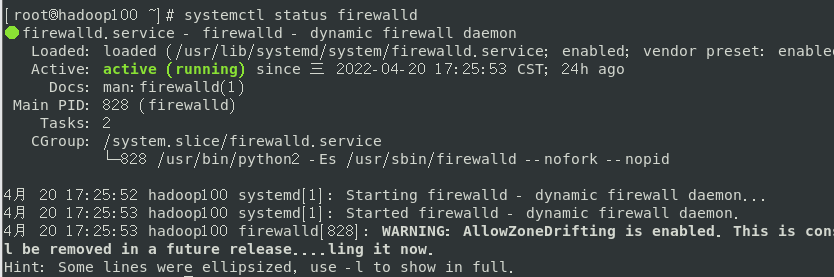 [root@hadoop100 ~]# systemctl status firewalld
firewalld.service - firewalld - dynamic firewall daemon
Loaded: loaded (/usr/lib/systemd/system/firewalld.service; enabled; vendor preset: enable
Active: active (running) since 三 2022-04-20 17:25:53 CST; 24h ago
Docs: man:firewalld(1)
Main PID: 828 (firewalld)
Tasks: 2
CGroup: /system.slice/firewalld.service
└─828 /usr/bin/python2 -Es /usr/sbin/firewalld --nofork --nopid
4月 20 17:25:52 hadoop100 systemd[1]: Starting firewalld - dynamic firewall daemon...
4月 20 17:25:53 hadoop100 systemd[1]: Started firewalld - dynamic firewall daemon.
4月 20 17:25:53 hadoop100 firewalld[828]: WARNING: AllowZoneDrifting is enabled. This is cons
l be removed in a future release....ling it now.
Hint: Some lines were ellipsized, use -l to show in full.